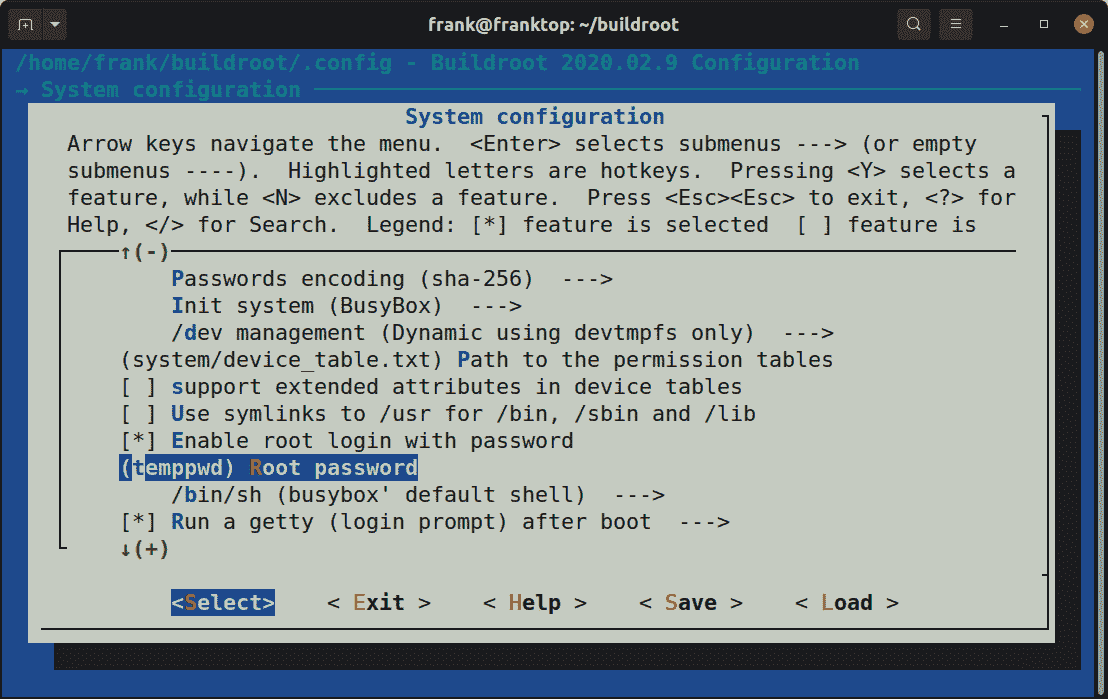 frank@franktop: ~/buildroot
/home/frank/buildroot/.config - Buildroot 2020.02.9 Configuration
→ System configuration
System configuration
Arrow keys navigate the menu.  <Enter> selects submenus ---> (or empty
submenus ----).  Highlighted letters are hotkeys.  Pressing <Y> selects a
feature, while <N> excludes a feature.  Press <Esc><Esc> to exit, <?> for
Help, </> for Search.  Legend: [*] feature is selected  [ ] feature is
↑(-)
Passwords encoding (sha-256)  --->
Init system (BusyBox)  --->
/dev management (Dynamic using devtmpfs only)  --->
(system/device_table.txt) Path to the permission tables
[ ] support extended attributes in device tables
[ ] Use symlinks to /usr for /bin, /sbin and /lib
[*] Enable root login with password
(temppwd) Root password
/bin/sh (busybox' default shell)  --->
[*] Run a getty (login prompt) after boot  --->
↓(+)
<Select>    < Exit >    < Help >    < Save >    < Load >